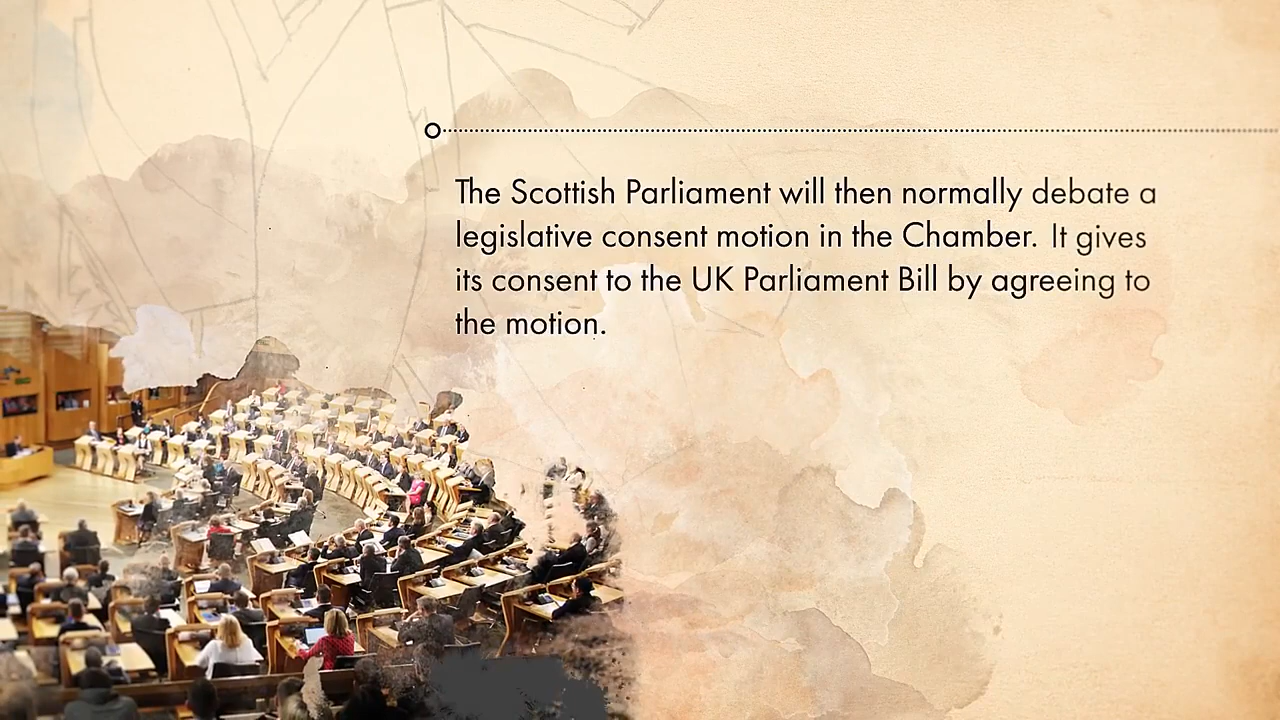 The Scottish Parliament will then normally debate a
legislative consent motion in the Chamber. It gives
its consent to the UK Parliament Bill by agreeing to
the motion.